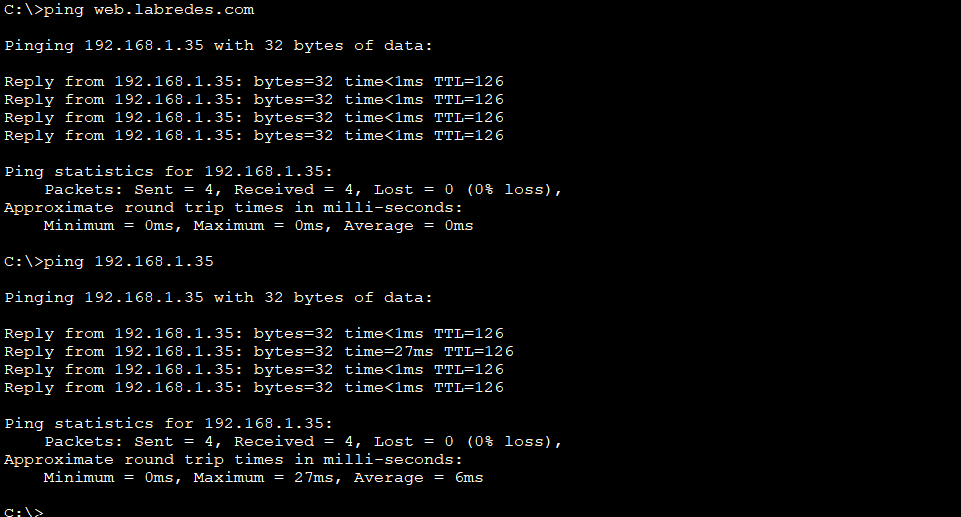 C:\>ping web.labredes.com
Pinging 192.168.1.35 with 32 bytes of data:
Reply from 192.168.1.35: bytes=32 time<1ms TTL=126
Reply from 192.168.1.35: bytes=32 time<1ms TTL=126
Reply from 192.168.1.35: bytes=32 time<1ms TTL=126
Reply from 192.168.1.35: bytes=32 time<1ms TTL=126
Ping statistics for 192.168.1.35:
    Packets: Sent = 4, Received = 4, Lost = 0 (0% loss),
Approximate round trip times in milli-seconds:
    Minimum = 0ms, Maximum = 0ms, Average = 0ms
C:\>ping 192.168.1.35
Pinging 192.168.1.35 with 32 bytes of data:
Reply from 192.168.1.35: bytes=32 time<1ms TTL=126
Reply from 192.168.1.35: bytes=32 time=27ms TTL=126
Reply from 192.168.1.35: bytes=32 time<1ms TTL=126
Reply from 192.168.1.35: bytes=32 time<1ms TTL=126
Ping statistics for 192.168.1.35:
    Packets: Sent = 4, Received = 4, Lost = 0 (0% loss),
Approximate round trip times in milli-seconds:
    Minimum = 0ms, Maximum = 27ms, Average = 6ms
C:\>